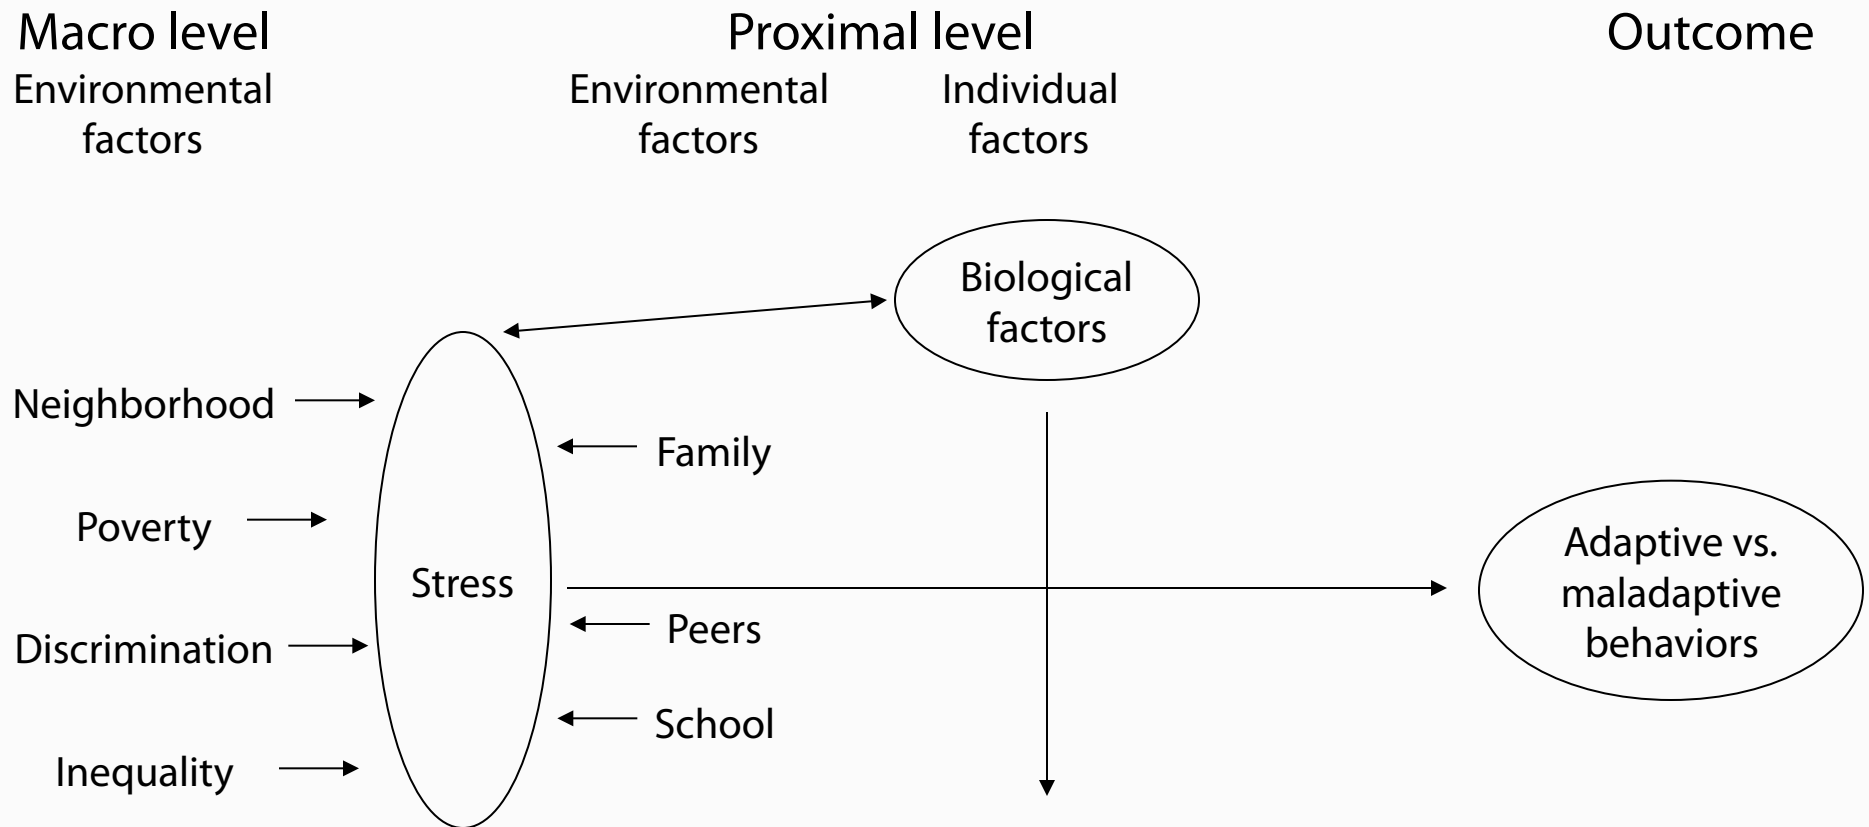 Macro level
Proximal level
Outcome
Environmental
factors
Environmental
factors
Individual
factors
Biological
factors
Neighborhood
Family
Poverty
Stress
Adaptive vs.
maladaptive
behaviors
Peers
Discrimination
School
Inequality